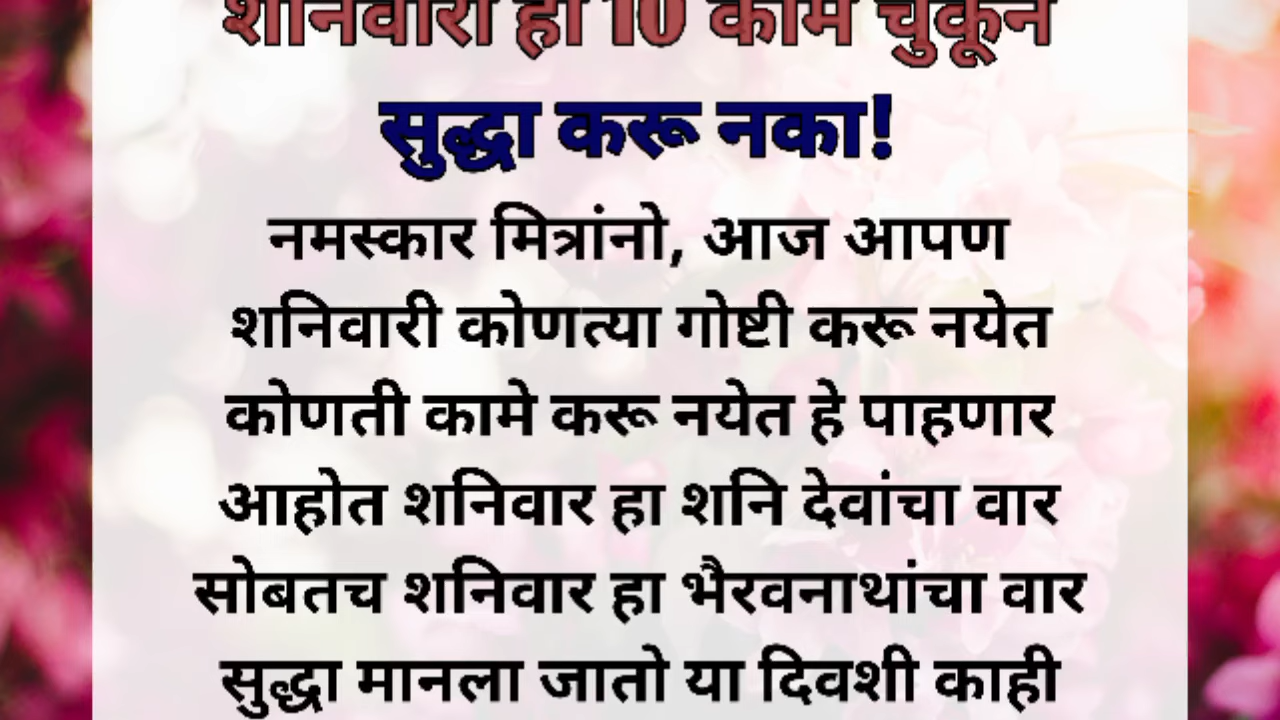 शनिवारी ही 10 कामे चुकून
सुद्धा करू नका!
नमस्कार मित्रांनो, आज आपण
शनिवारी कोणत्या गोष्टी करू नयेत
कोणती कामे करू नयेत हे पाहणार
आहोत शनिवार हा शनि देवांचा वार
सोबतच शनिवार हा भैरवनाथांचा वार
सुद्धा मानला जातो या दिवशी काही